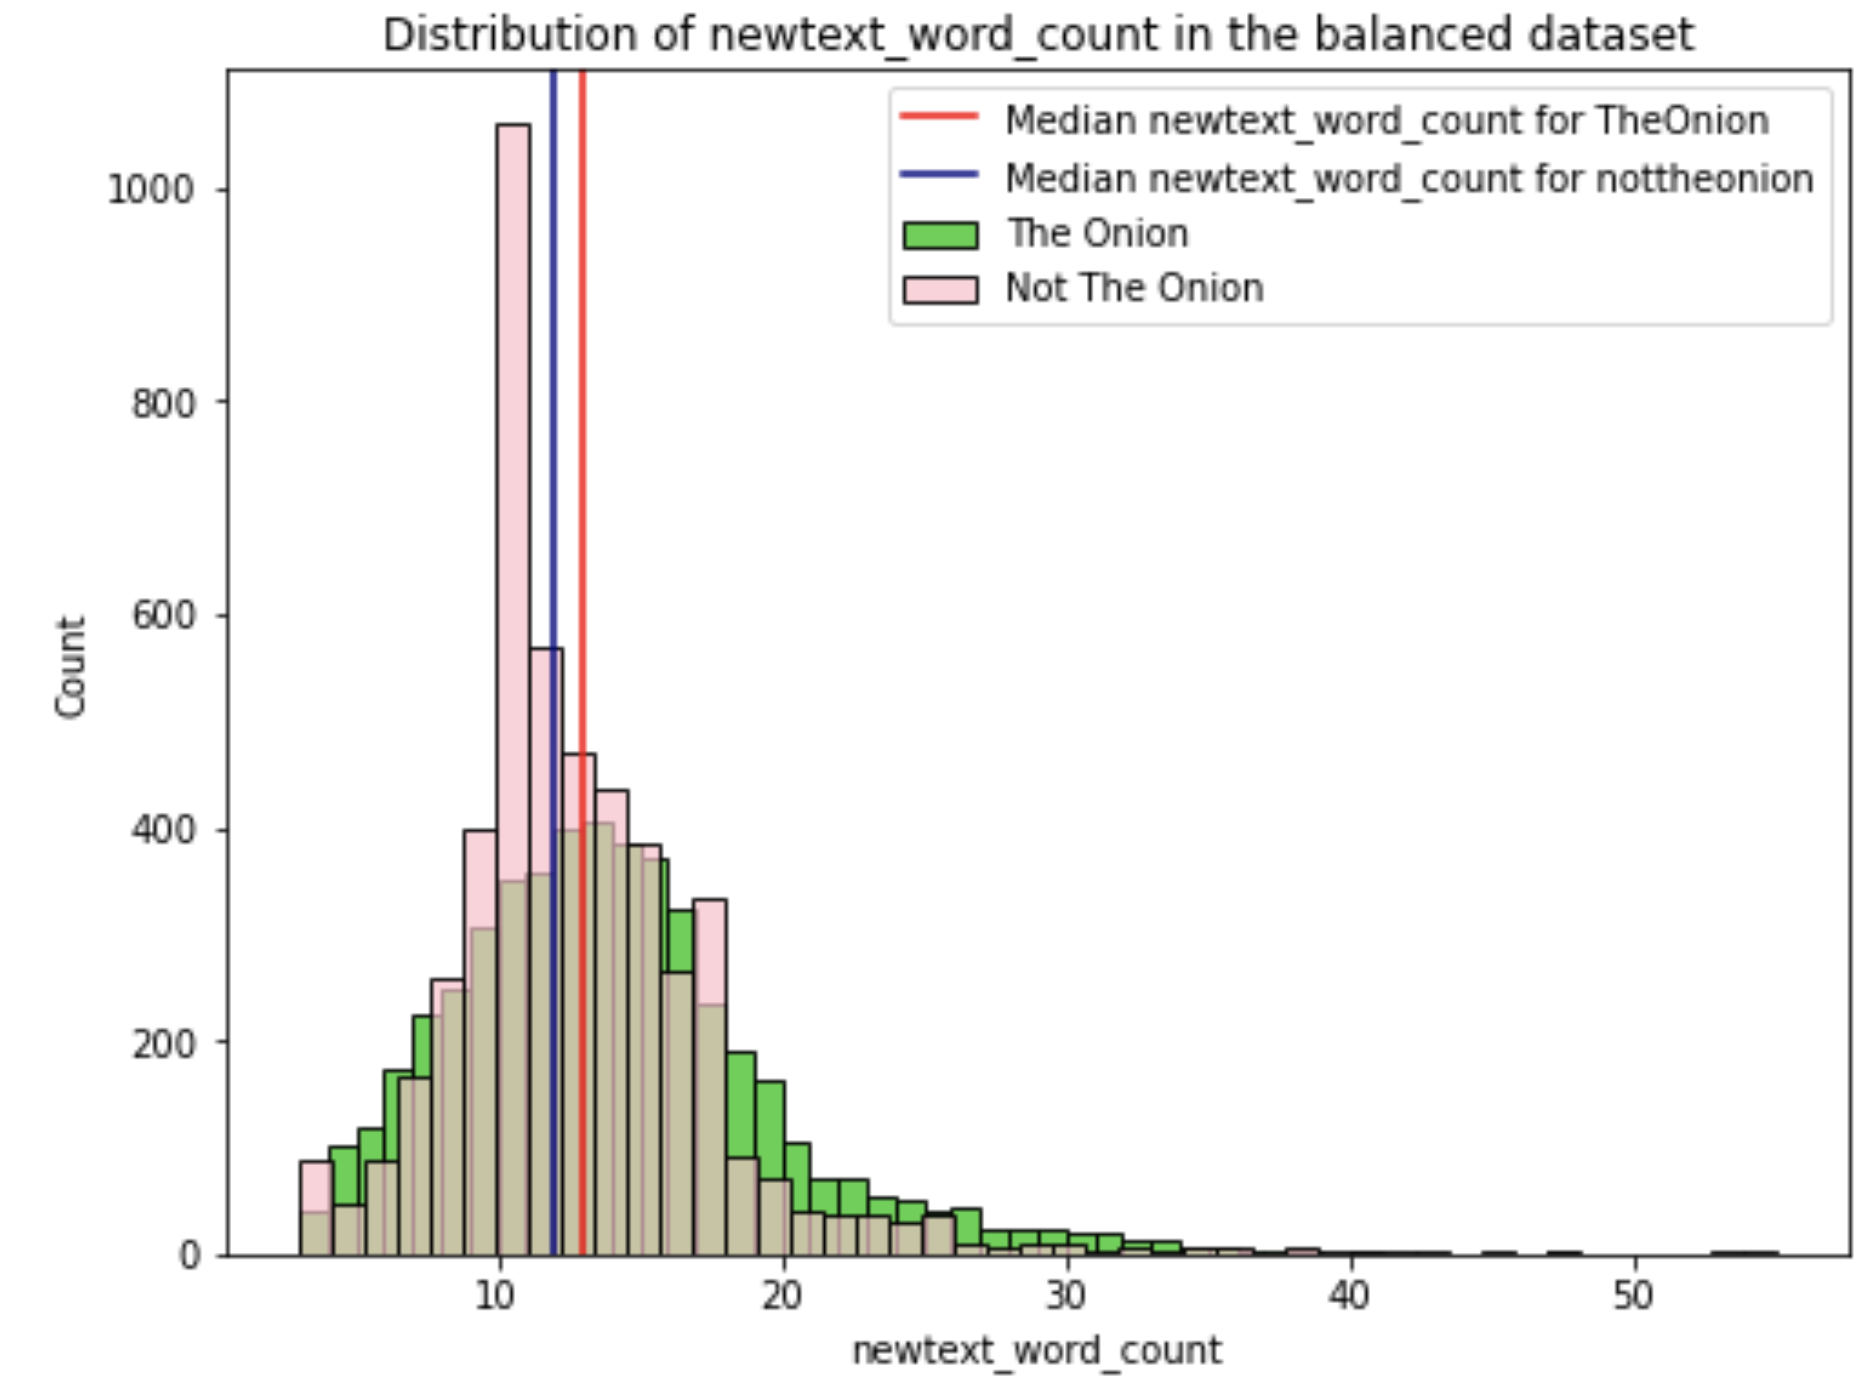 Distribution of newtext_word_count in the balanced dataset
Median newtext_word_count for TheOnion
Median newtext_word_count for nottheonion
The Onion
Not The Onion
1000
800
600
400
200
0
Count
10 20 30 40 50
newtext_word_count